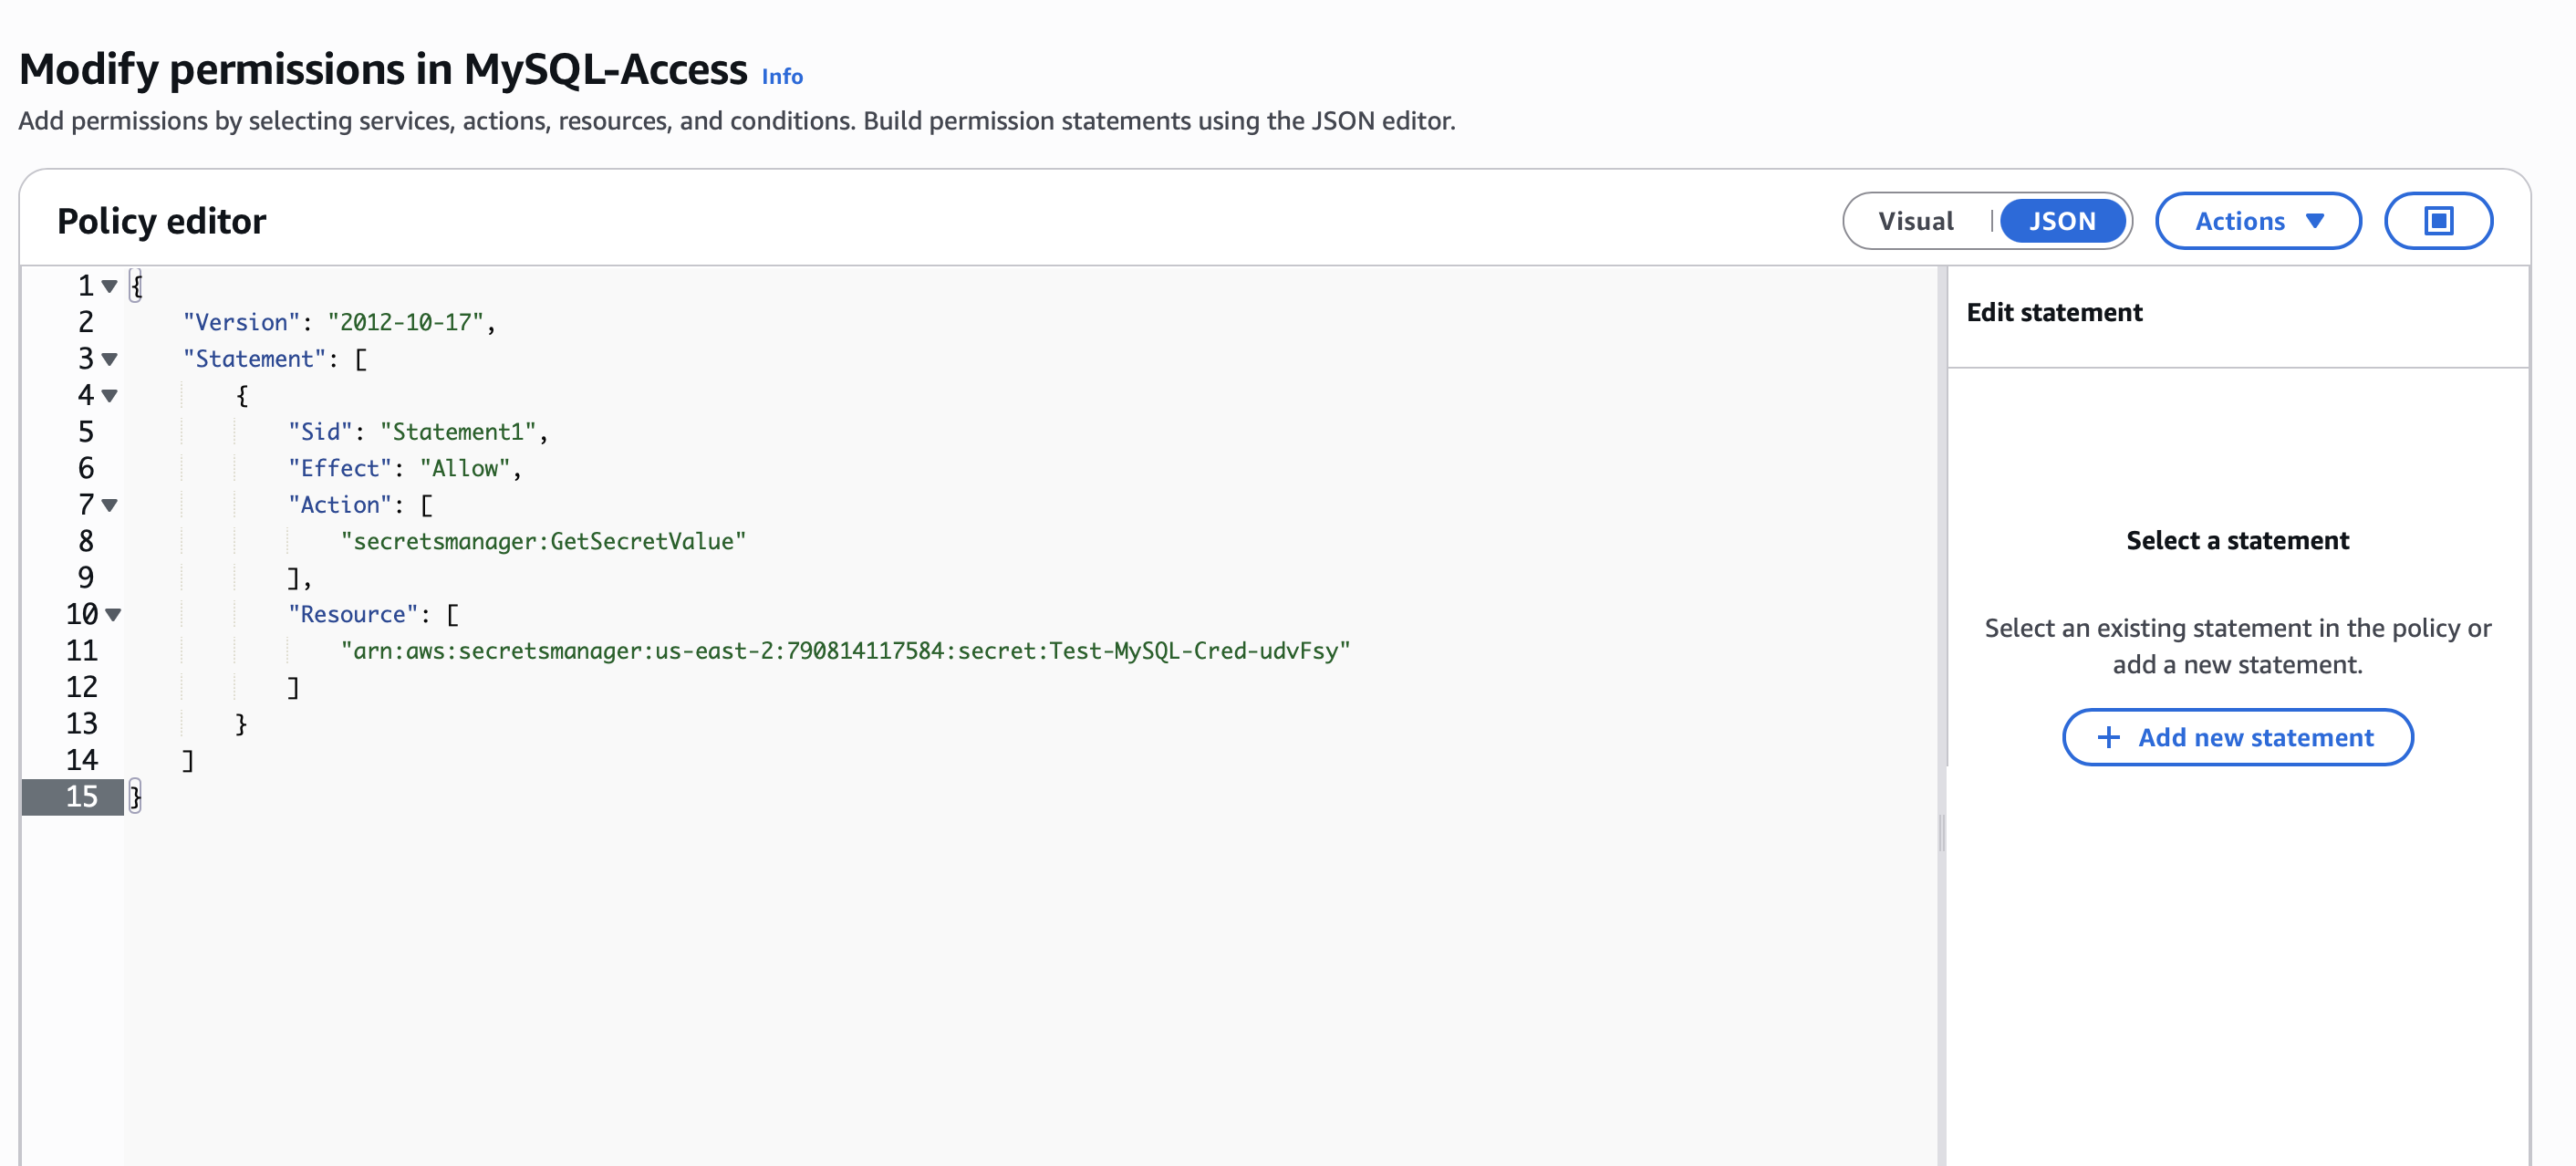 Modify permissions in MySQL-Access Info
Add permissions by selecting services, actions, resources, and conditions. Build permission statements using the JSON editor.
Policy editor
Visual | JSON
Actions
1 {
2 "Version": "2012-10-17",
3 "Statement": [
4 {
5 "Sid": "Statement1",
6 "Effect": "Allow",
7 "Action": [
8 "secretsmanager:GetSecretValue"
9 ],
10 "Resource": [
11 "arn:aws:secretsmanager:us-east-2:790814117584:secret:Test-MySQL-Cred-udvFsy"
12 ]
13 }
14 ]
15 }
Edit statement
Select a statement
Select an existing statement in the policy or
add a new statement.
+ Add new statement